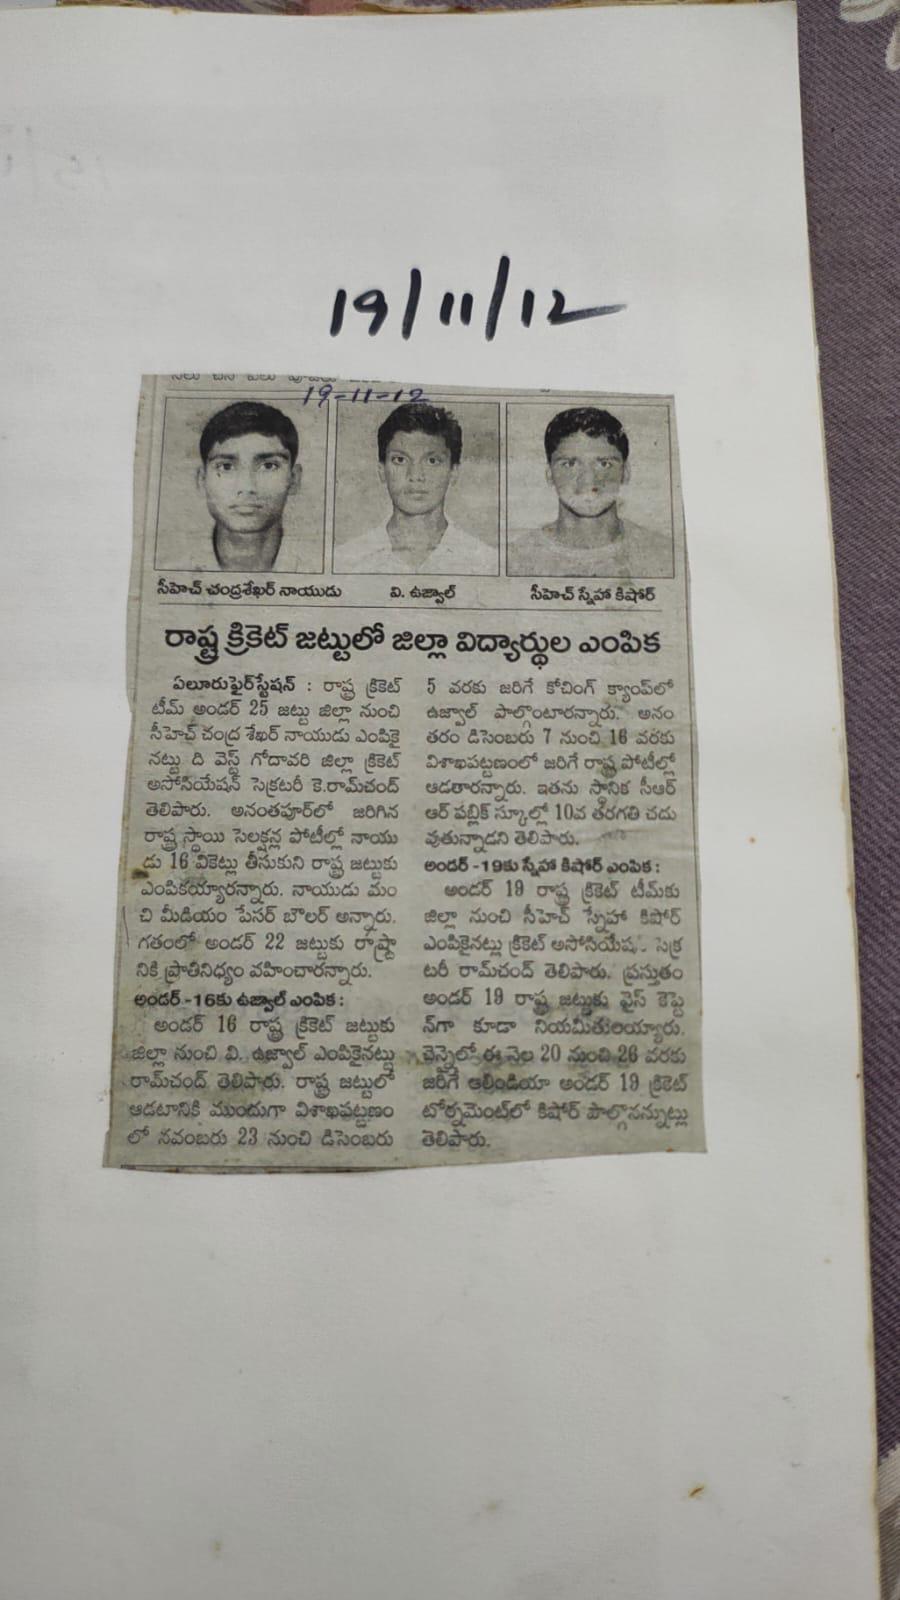 19/11/12
19-11-12
సీహెచ్ చంద్రశేఖర్ నాయుడు
వి. ఉజ్వాల్
సీహెచ్ స్నేహా కిషోర్
రాష్ట్ర క్రికెట్ జట్టులో జిల్లా విద్యార్థుల ఎంపిక
ఏలూరుఫైర్‌స్టేషన్ : రాష్ట్ర క్రికెట్
టీమ్ అండర్ 25 జట్టు జిల్లా నుంచి
సీహెచ్ చంద్ర శేఖర్ నాయుడు ఎంపికై
నట్టు ది వెస్ట్ గోదావరి జిల్లా క్రికెట్
అసోసియేషన్ సెక్రటరీ కె.రామ్‌చంద్
తెలిపారు. అనంతపూర్‌లో జరిగిన
రాష్ట్ర స్థాయి సెలక్షన్ల పోటీల్లో నాయు
డు 16 వికెట్లు తీసుకుని రాష్ట్ర జట్టుకు
ఎంపికయ్యారన్నారు. నాయుడు మం
చి మీడియం పేసర్ బౌలర్ అన్నారు.
గతంలో అండర్ 22 జట్టుకు రాష్ట్రా
నికి ప్రాతినిధ్యం వహించారన్నారు.
అండర్ -16కు ఉజ్వాల్ ఎంపిక :
అండర్ 16 రాష్ట్ర క్రికెట్ జట్టుకు
జిల్లా నుంచి వి. ఉజ్వాల్ ఎంపికైనట్లు
రామ్‌చంద్ తెలిపారు. రాష్ట్ర జట్టులో
ఆడటానికి ముందుగా విశాఖపట్టణం
లో నవంబరు 23 నుంచి డిసెంబరు
5 వరకు జరిగే కోచింగ్ క్యాంప్‌లో
ఉజ్వాల్ పాల్గొంటారన్నారు. అనం
తరం డిసెంబరు 7 నుంచి 16 వరకు
విశాఖపట్టణంలో జరిగే రాష్ట్ర పోటీల్లో
ఆడతారన్నారు. ఇతను స్థానిక సీఆర్
ఆర్ పబ్లిక్ స్కూల్లో 10వ తరగతి చదు
వుతున్నాడని తెలిపారు.
అండర్ -19కు స్నేహా కిషోర్ ఎంపిక :
అండర్ 19 రాష్ట్ర క్రికెట్ టీమ్‌కు
జిల్లా నుంచి సీహెచ్ స్నేహా కిషోర్
ఎంపికైనట్లు క్రికెట్ సెక్ర
టరీ రామ్‌చంద్ తెలిపారు. ప్రస్తుతం
అండర్ 19 రాష్ట్ర జట్టుకు వైస్ కెప్టె
న్‌గా కూడా నియమితులయ్యారు.
చెన్నైలో ఈ నెల 20 నుంచి 26 వరకు
జరిగే ఆలిండియా అండర్ 19 క్రికెట్
టోర్నమెంట్‌లో కిషోర్ పాల్గొననున్నుట్లు
తెలిపారు.